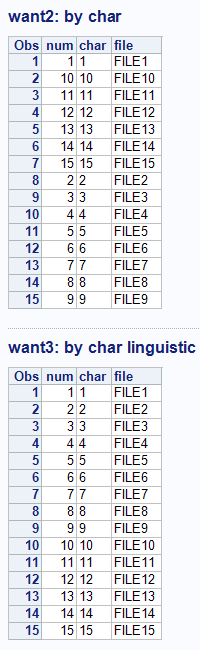 want2: by char
Obs num char file
1 1 1 FILE1
2 10 10 FILE10
3 11 11 FILE11
4 12 12 FILE12
5 13 13 FILE13
6 14 14 FILE14
7 15 15 FILE15
8 2 2 FILE2
9 3 3 FILE3
10 4 4 FILE4
11 5 5 FILE5
12 6 6 FILE6
13 7 7 FILE7
14 8 8 FILE8
15 9 9 FILE9
want3: by char linguistic
Obs num char file
1 1 1 FILE1
2 2 2 FILE2
3 3 3 FILE3
4 4 4 FILE4
5 5 5 FILE5
6 6 6 FILE6
7 7 7 FILE7
8 8 8 FILE8
9 9 9 FILE9
10 10 10 FILE10
11 11 11 FILE11
12 12 12 FILE12
13 13 13 FILE13
14 14 14 FILE14
15 15 15 FILE15